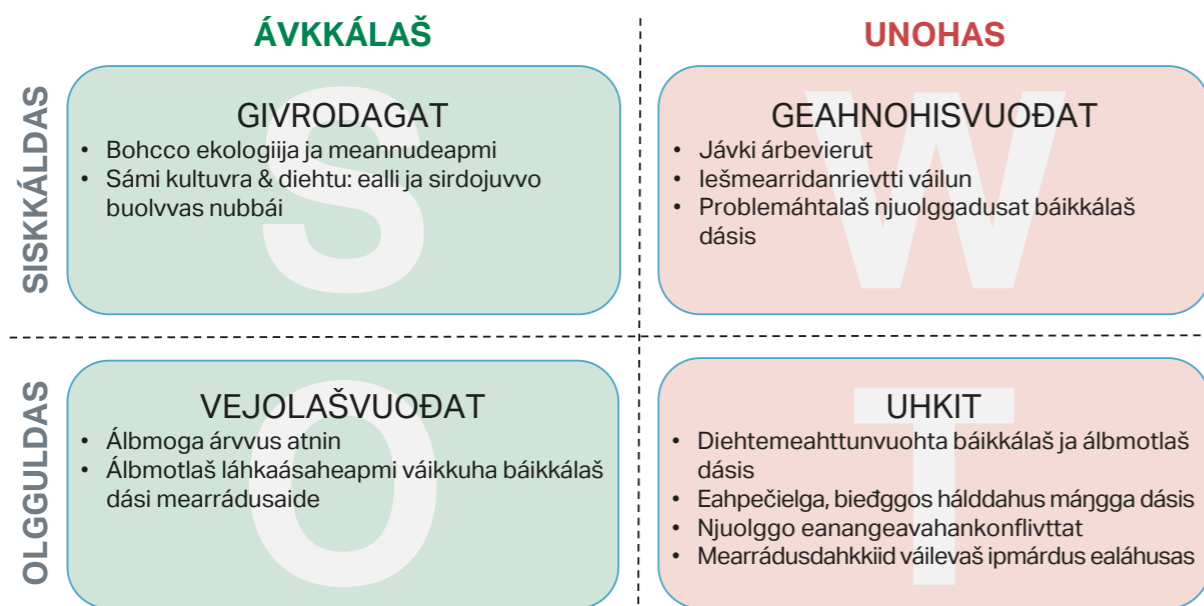 ÁVKKÁLAŠ
UNOHAS
SISKKÁLDAS
S
GIVRODAGAT
• Bohcco ekologiija ja meannudeapmi
• Sámi kultuvra & diehtu: ealli ja sirdojuvvo
buolvvas nubbái
W
GEAHNOHISVUOĐAT
• Jávki árbevierut
• Iešmearridanrievtti váilun
• Problemáhtalaš njuolggadusat báikkálaš
dásis
OLGGULDAS
O
VEJOLAŠVUOĐAT
• Álbmoga árvvus atnin
• Álbmotlaš láhkaásaheapmi váikkuha báikkálaš
dási mearrádusaide
T
UHKIT
• Diehtemeahttunvuohta báikkálaš ja álbmotlaš
dásis
• Eahpečielga, bieđggos hálddahus máŋgga dásis
• Njuolggo eanangeavahankonflivttat
• Mearrádusdahkkiid váilevaš ipmárdus ealáhusas